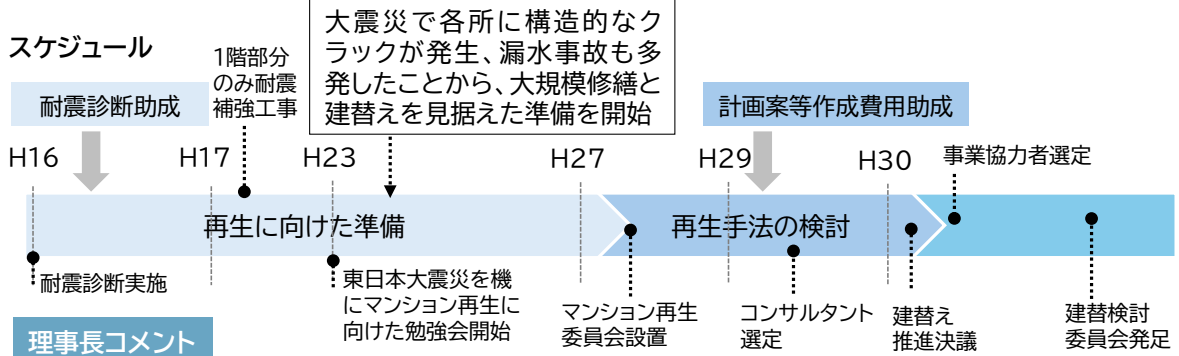 スケジュール
1階部分
のみ耐震
補強工事
大震災で各所に構造的なク
ラックが発生、漏水事故も多
発したことから、大規模修繕と
建替えを見据えた準備を開始
耐震診断助成
計画案等作成費用助成
H16
H17
H23
H27
H29
H30
事業協力者選定
再生に向けた準備
再生手法の検討
耐震診断実施
東日本大震災を機
にマンション再生に
向けた勉強会開始
マンション再生
委員会設置
コンサルタント
選定
建替え
推進決議
建替検討
委員会発足
理事長コメント